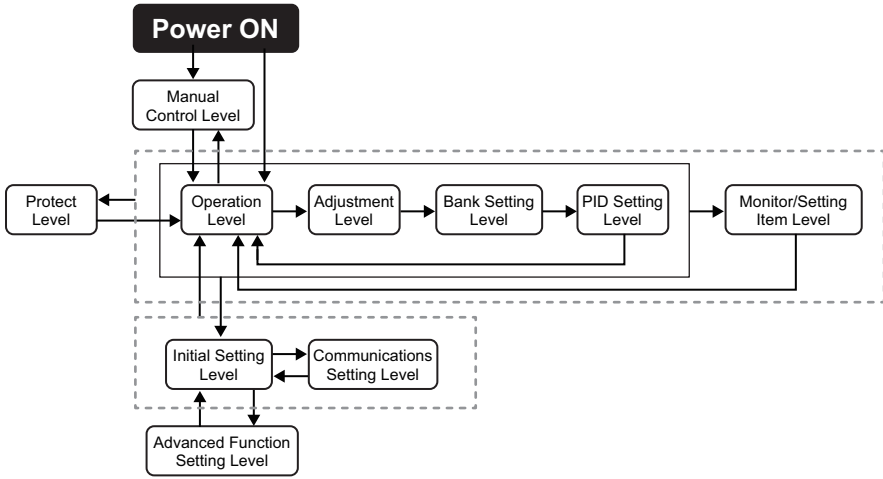 Power ON
Manual
Control Level
Protect
Level
Operation
Level
Adjustment
Level
Bank Setting
Level
PID Setting
Level
Monitor/Setting
Item Level
Initial Setting
Level
Communications
Setting Level
Advanced Function
Setting Level